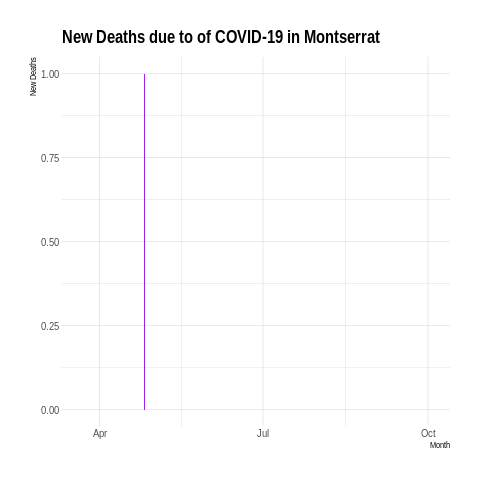 New Deaths due to of COVID-19 in Montserrat
New Deaths
1.00
0.75
0.50
0.25
0.00
Apr
Jul
Oct
Month